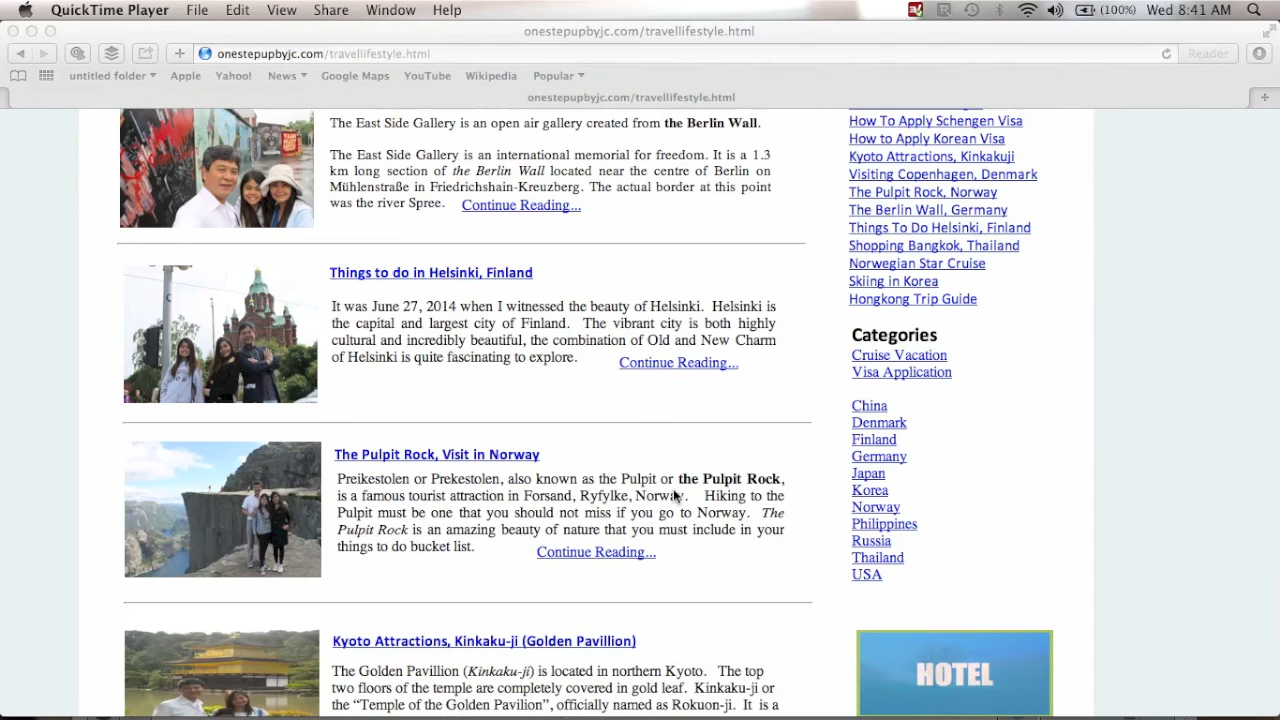 QuickTime Player File Edit View Share Window Help (100%) Wed 8:41 AM
onestepupbyjc.com/travellifestyle.html
onestepupbyjc.com/travellifestyle.html Reader
untitled folder Apple Yahoo! News Google Maps YouTube Wikipedia Popular
onestepupbyjc.com/travellifestyle.html
The East Side Gallery is an open air gallery created from the Berlin Wall.
The East Side Gallery is an international memorial for freedom. It is a 1.3
km long section of the Berlin Wall located near the centre of Berlin on
Mühlenstraße in Friedrichshain-Kreuzberg. The actual border at this point
was the river Spree. Continue Reading...
Things to do in Helsinki, Finland
It was June 27, 2014 when I witnessed the beauty of Helsinki. Helsinki is
the capital and largest city of Finland. The vibrant city is both highly
cultural and incredibly beautiful, the combination of Old and New Charm
of Helsinki is quite fascinating to explore. Continue Reading...
The Pulpit Rock, Visit in Norway
Preikestolen or Prekestolen, also known as the Pulpit or the Pulpit Rock,
is a famous tourist attraction in Forsand, Ryfylke, Norway. Hiking to the
Pulpit must be one that you should not miss if you go to Norway. The
Pulpit Rock is an amazing beauty of nature that you must include in your
things to do bucket list. Continue Reading...
Kyoto Attractions, Kinkaku-ji (Golden Pavillion)
The Golden Pavillion (Kinkaku-ji) is located in northern Kyoto. The top
two floors of the temple are completely covered in gold leaf. Kinkaku-ji or
the “Temple of the Golden Pavilion”, officially named as Rokuon-ji. It is a
How To Apply Schengen Visa
How to Apply Korean Visa
Kyoto Attractions, Kinkakuji
Visiting Copenhagen, Denmark
The Pulpit Rock, Norway
The Berlin Wall, Germany
Things To Do Helsinki, Finland
Shopping Bangkok, Thailand
Norwegian Star Cruise
Skiing in Korea
Hongkong Trip Guide
Categories
Cruise Vacation
Visa Application
China
Denmark
Finland
Germany
Japan
Korea
Norway
Philippines
Russia
Thailand
USA
HOTEL